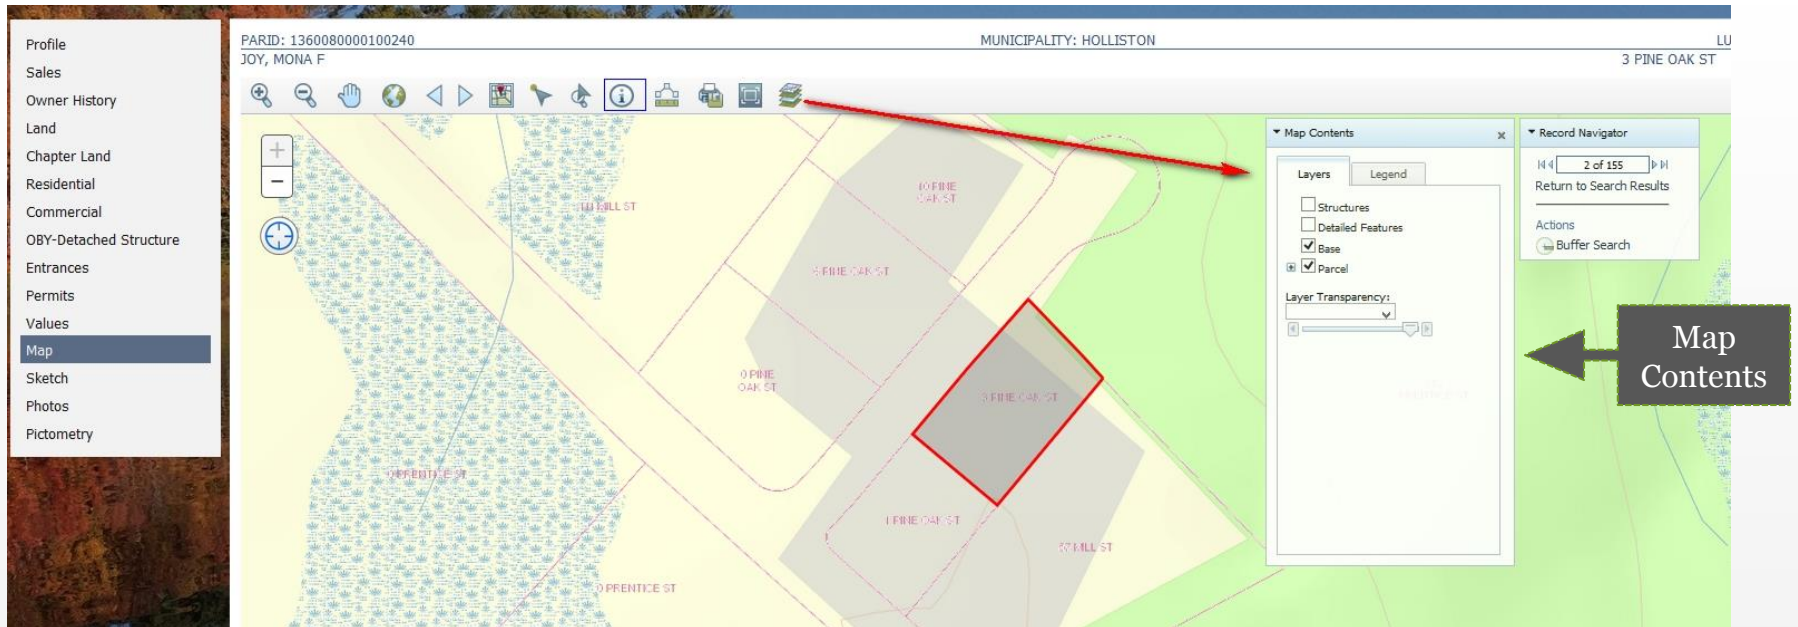 Profile
Sales
Owner History
Land
Chapter Land
Residential
Commercial
OBY-Detached Structure
Entrances
Permits
Values
Map
Sketch
Photos
Pictometry
PARID: 1360080000100240
MUNICIPALITY: HOLLISTON
LU
JOY, MONA F
3 PINE OAK ST
10 PINE
OAK ST
MILL ST
PINE OAK ST
0 PINE
OAK ST
3 PINE OAK ST
0 PRENTICE ST
1 PINE OAK ST
MILL ST
0 PRENTICE ST
Map Contents
Layers
Legend
Structures
Detailed Features
Base
Parcel
Layer Transparency:
Record Navigator
2 of 155
Return to Search Results
Actions
Buffer Search
Map
Contents